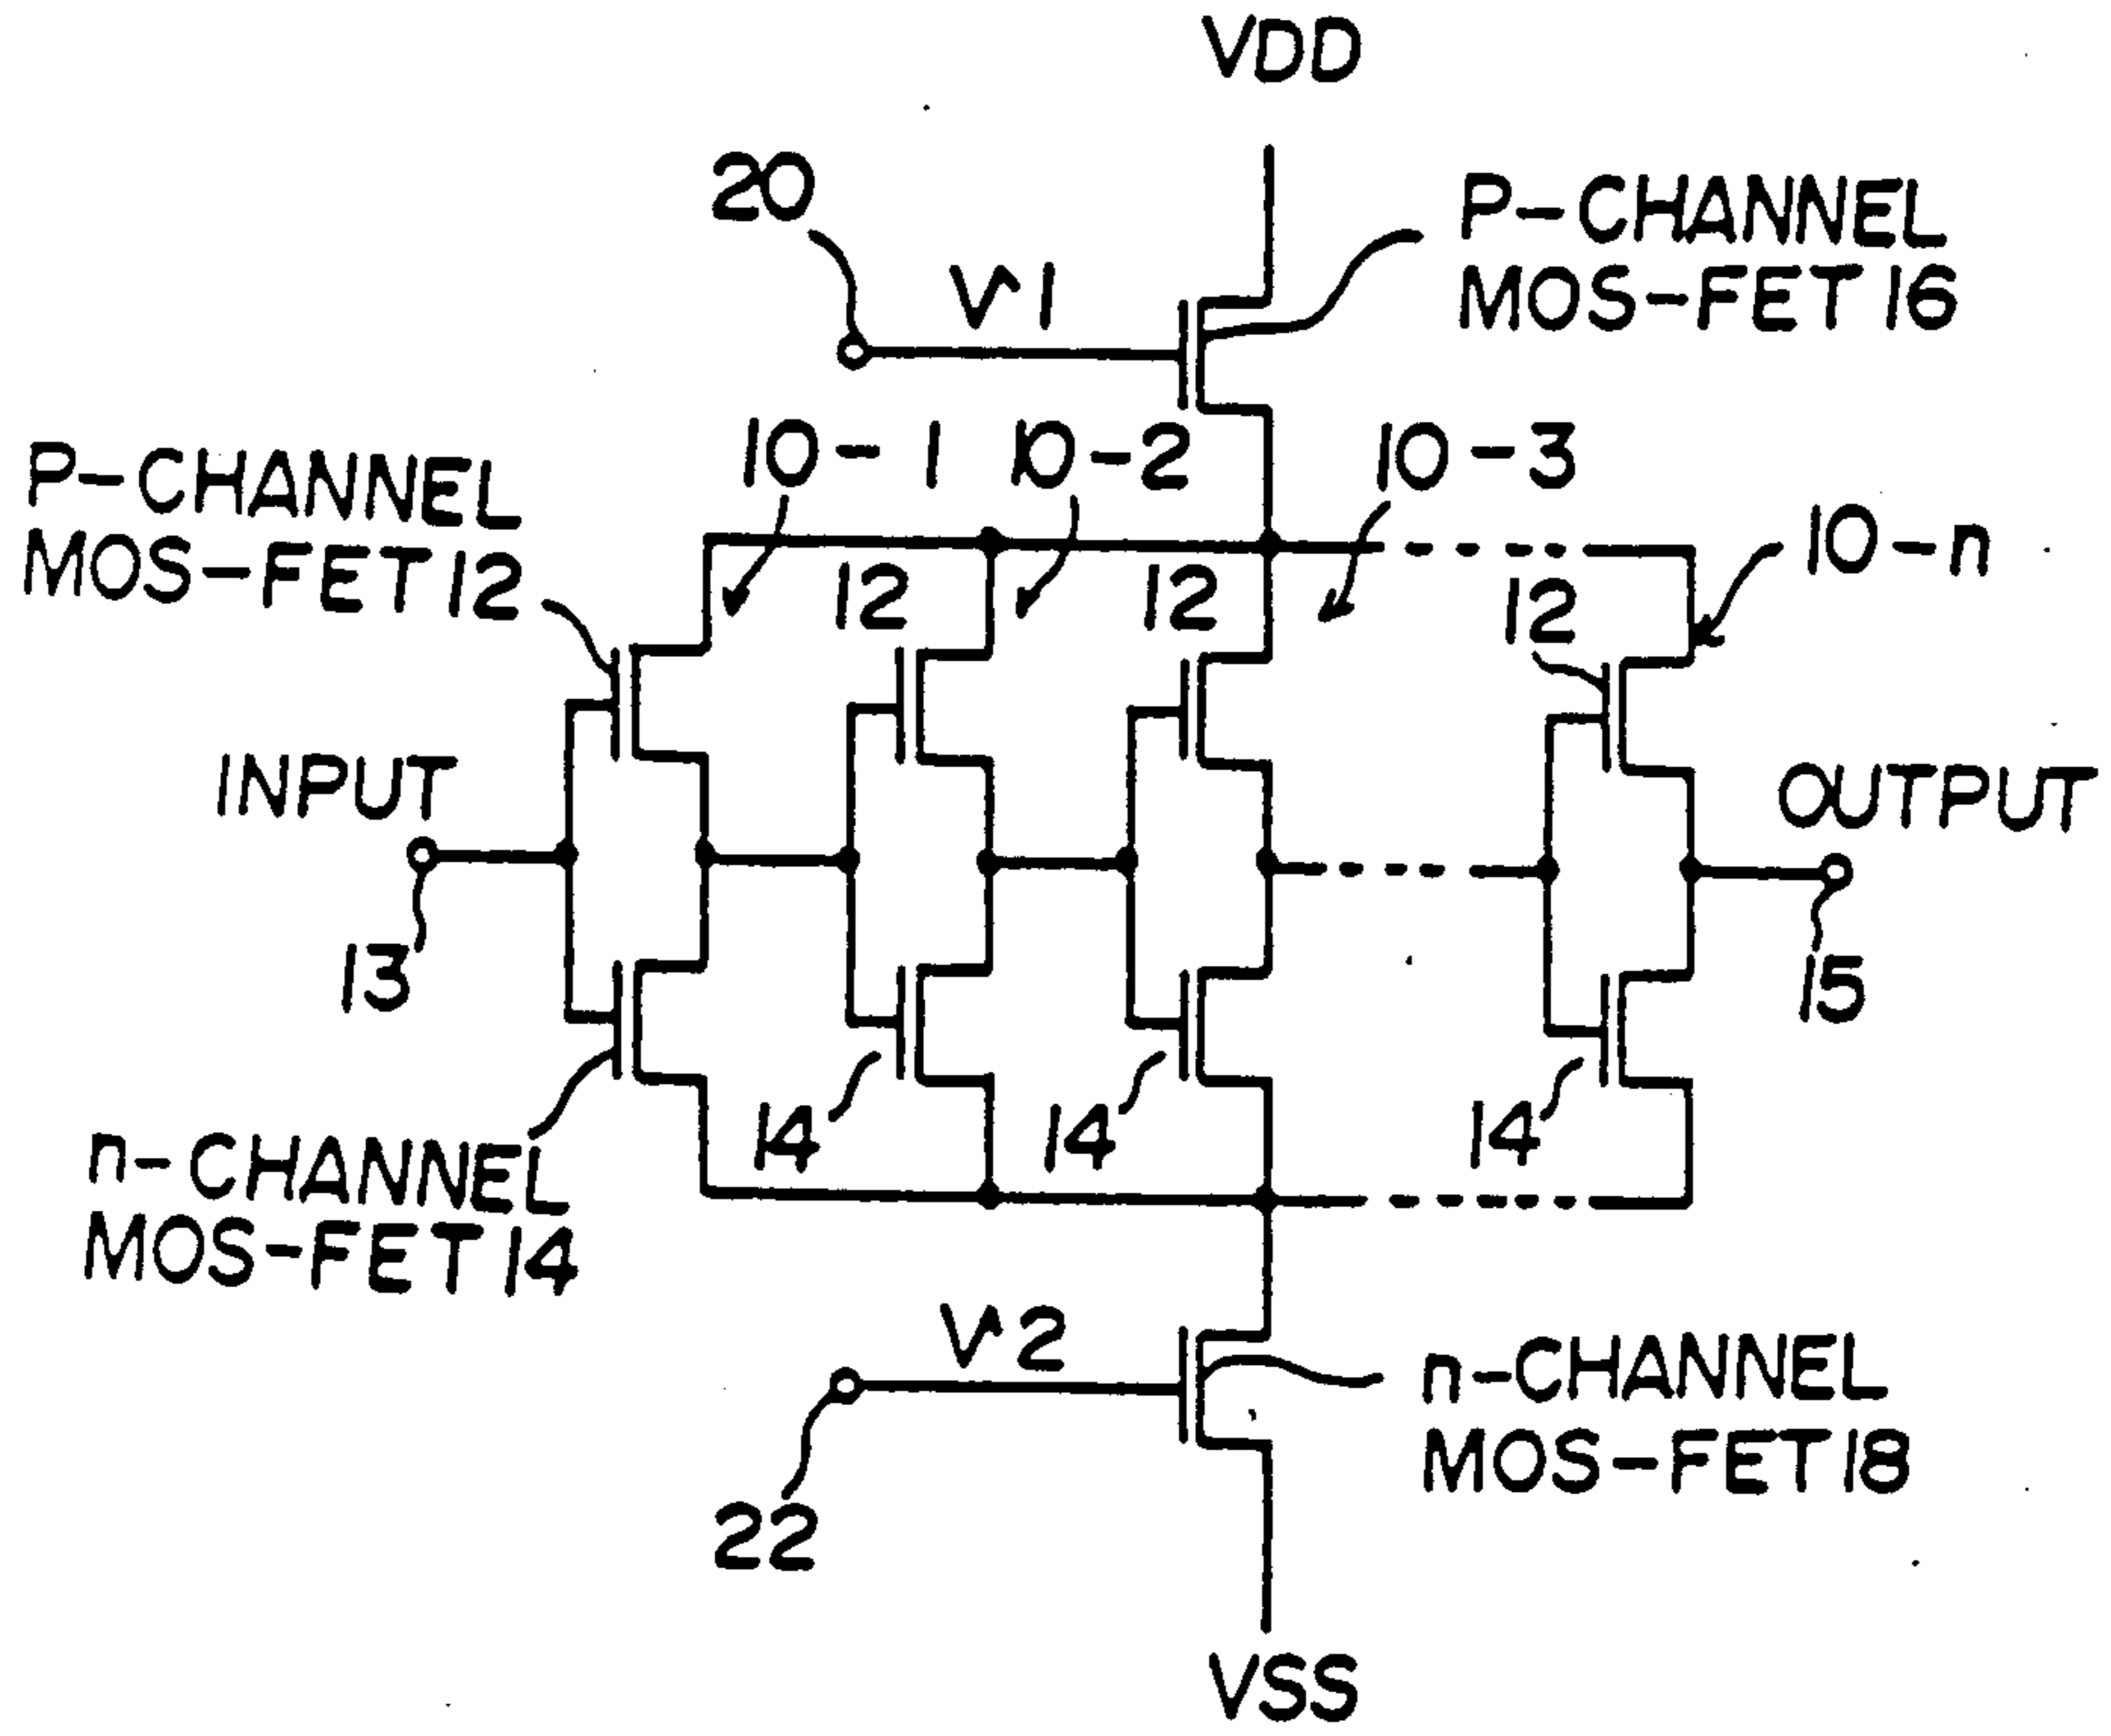 VDD
20
P-CHANNEL
MOS-FET 16
V1
10-1
10-2
10-3
P-CHANNEL
MOS-FET 12
10-n
12
12
12
INPUT
OUTPUT
13
15
14
14
14
n-CHANNEL
MOS-FET 14
V2
n-CHANNEL
MOS-FET 18
22
VSS